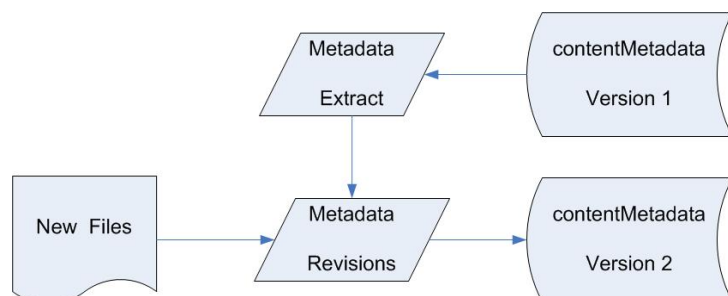 Metadata
Extract
contentMetadata
Version 1
New Files
Metadata
Revisions
contentMetadata
Version 2